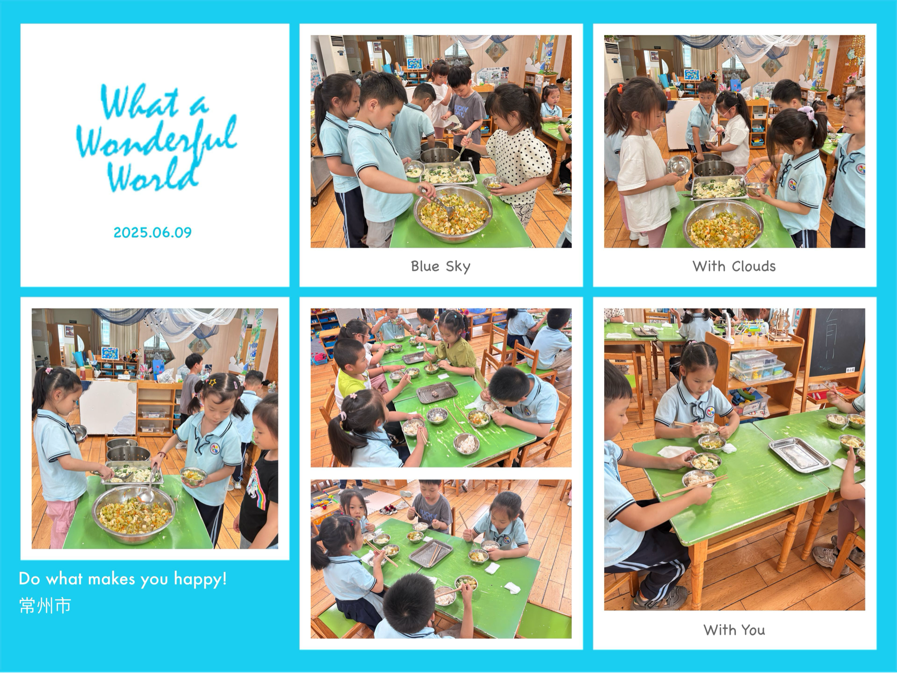 What a
Wonderful
World
2025.06.09
Blue Sky
With Clouds
Do what makes you happy!
常州市
With You